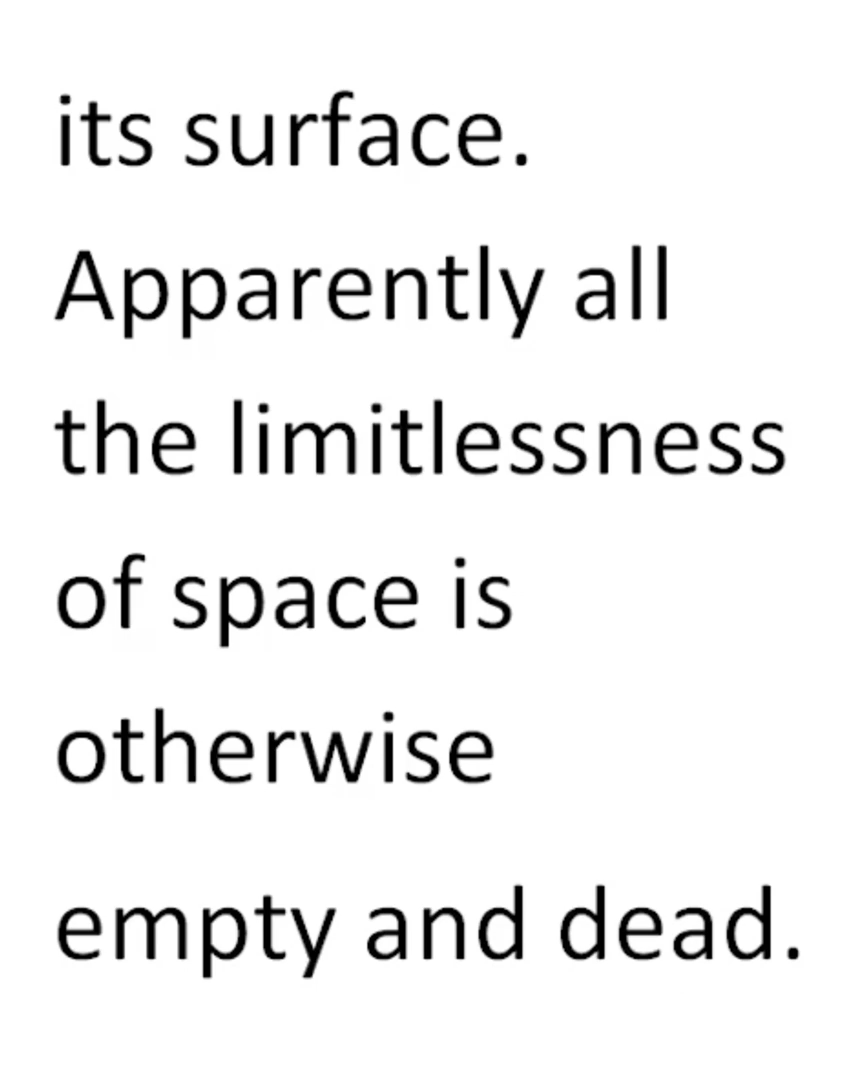 its surface.
Apparently all
the limitlessness
of space is
otherwise
empty and dead.